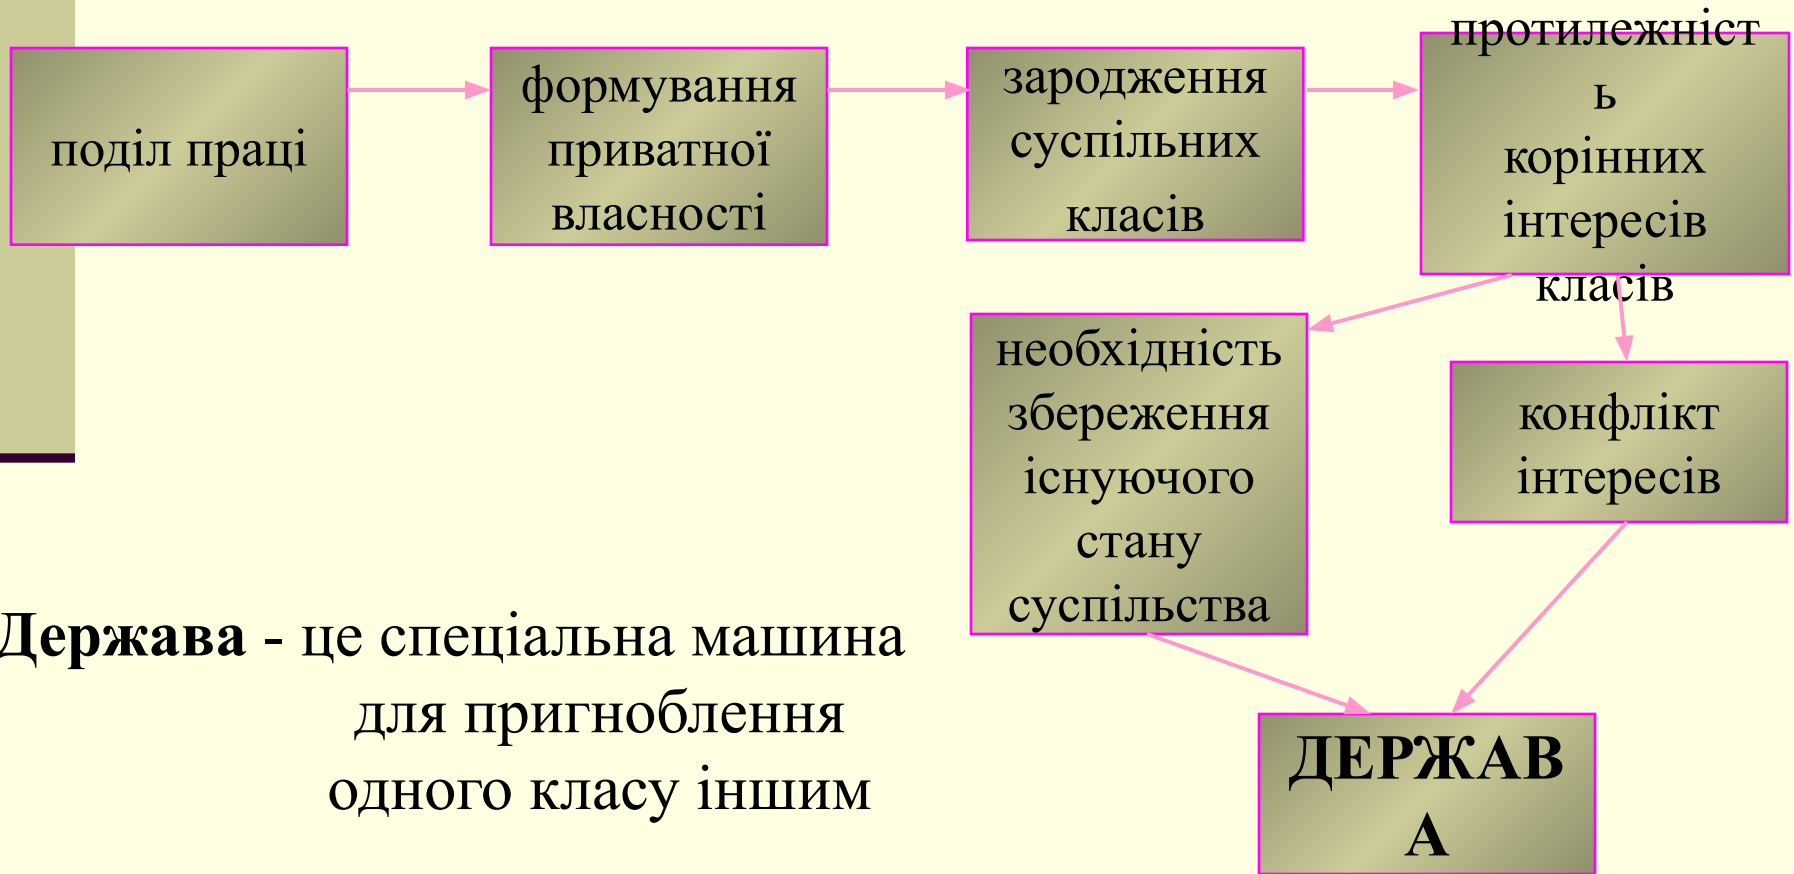 поділ праці
формування
приватної
власності
зародження
суспільних
класів
протилежніст
ь
корінних
інтересів
класів
необхідність
збереження
існуючого
стану
суспільства
конфлікт
інтересів
Держава - це спеціальна машина
для пригноблення
одного класу іншим
ДЕРЖАВ
А